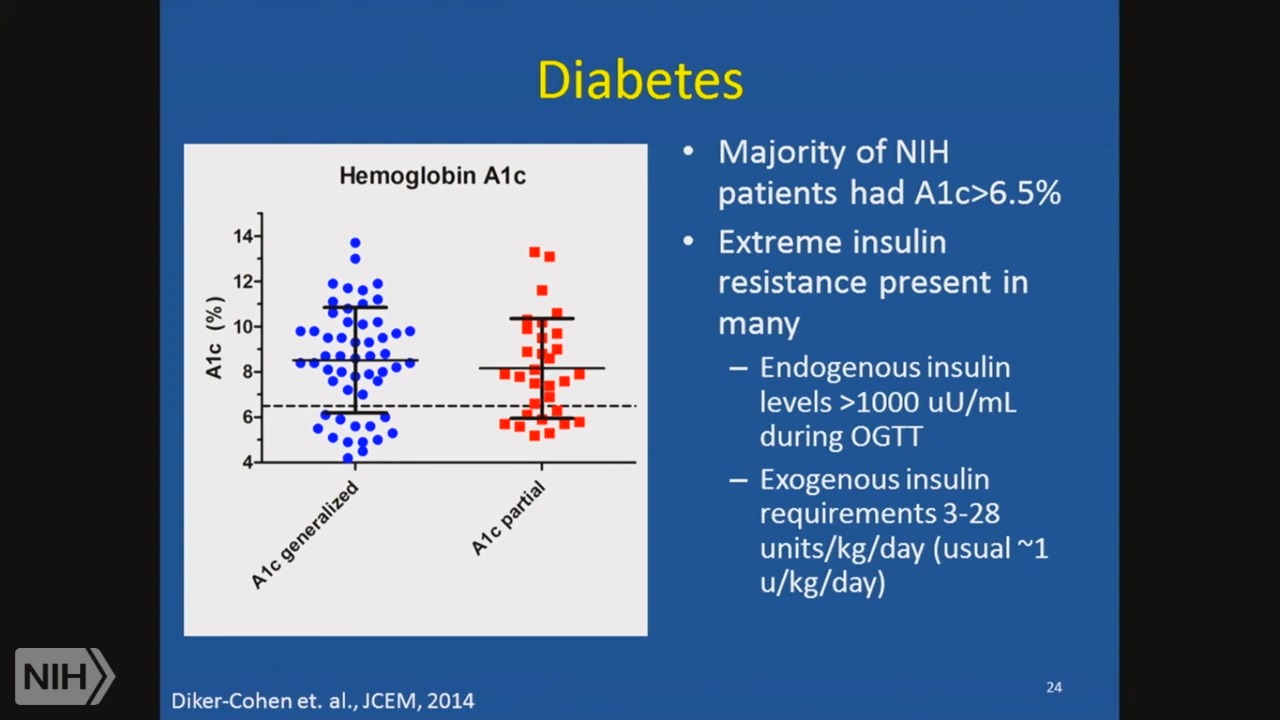 Diabetes
Hemoglobin A1c
A1c (%)
14
12
10
8
6
4
A1c generalized
A1c partial
• Majority of NIH
patients had A1c>6.5%
• Extreme insulin
resistance present in
many
– Endogenous insulin
levels >1000 uU/mL
during OGTT
– Exogenous insulin
requirements 3-28
units/kg/day (usual ~1
u/kg/day)
NIH
Diker-Cohen et. al., JCEM, 2014
24